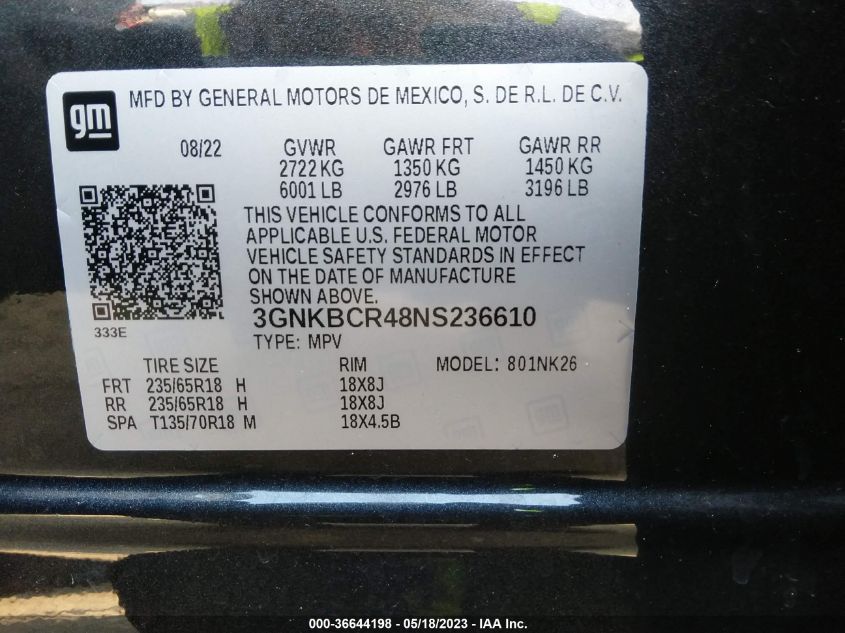 gm
MFD BY GENERAL MOTORS DE MEXICO, S. DE R.L. DE C.V.
08/22 GVWR GAWR FRT GAWR RR
2722 KG 1350 KG 1450 KG
6001 LB 2976 LB 3196 LB
THIS VEHICLE CONFORMS TO ALL
APPLICABLE U.S. FEDERAL MOTOR
VEHICLE SAFETY STANDARDS IN EFFECT
ON THE DATE OF MANUFACTURE
SHOWN ABOVE.
333E
3GNKBCR48NS236610
TYPE: MPV
TIRE SIZE RIM MODEL: 801NK26
FRT 235/65R18 H 18X8J
RR 235/65R18 H 18X8J
SPA T135/70R18 M 18X4.5B
000-36644198 - 05/18/2023 - IAA Inc.